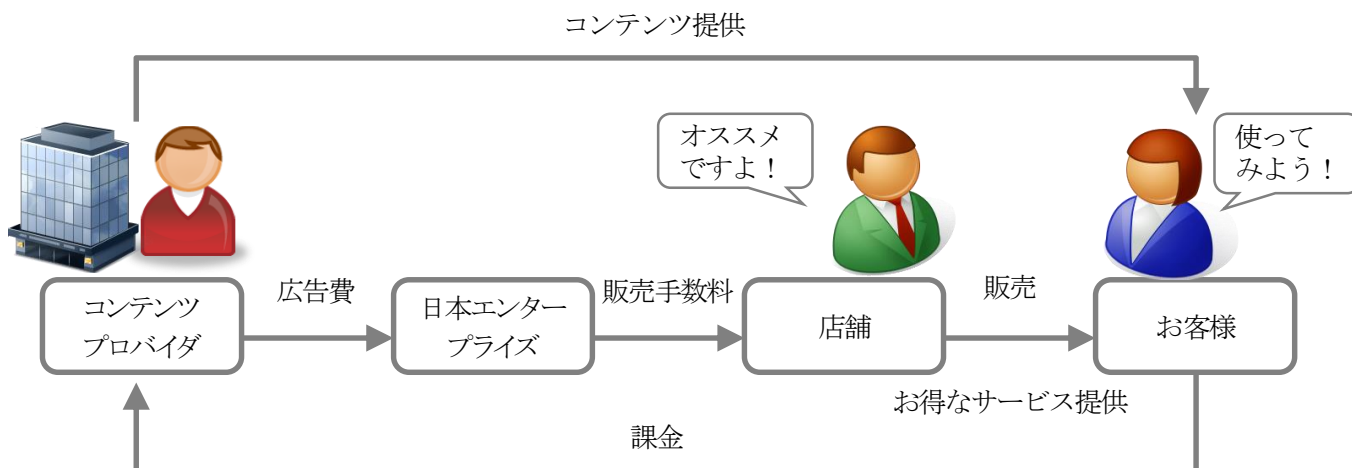 コンテンツ提供
オススメ
ですよ！
使って
みよう！
広告費
販売手数料
販売
コンテンツ
プロバイダ
日本エンター
プライズ
店舗
お客様
お得なサービス提供
課金